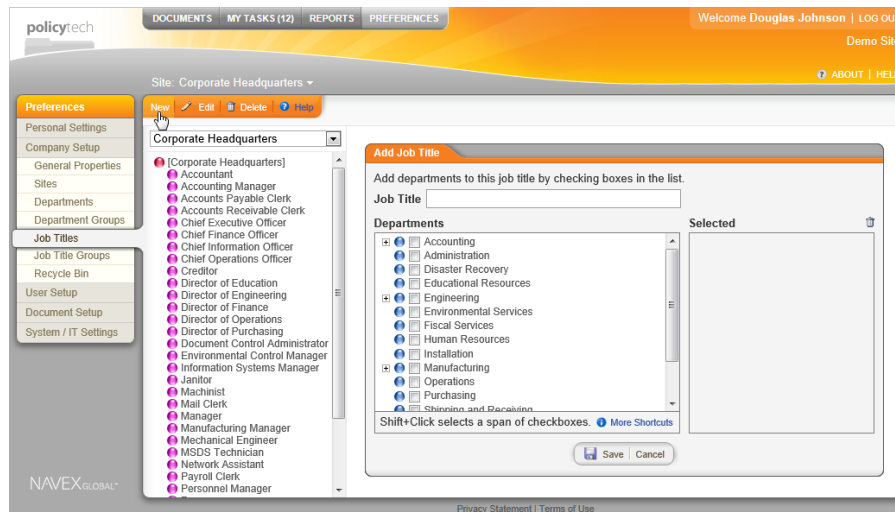 policytech
DOCUMENTS MY TASKS (12) REPORTS PREFERENCES
Welcome Douglas Johnson | LOG OU
Demo Sit
ABOUT | HEL
Site: Corporate Headquarters
Preferences
Personal Settings
Company Setup
General Properties
Sites
Departments
Department Groups
Job Titles
Job Title Groups
Recycle Bin
User Setup
Document Setup
System / IT Settings
NAVEX GLOBAL
New Edit Delete Help
Corporate Headquarters
[Corporate Headquarters]
Accountant
Accounting Manager
Accounts Payable Clerk
Accounts Receivable Clerk
Chief Executive Officer
Chief Finance Officer
Chief Information Officer
Chief Operations Officer
Creditor
Director of Education
Director of Engineering
Director of Finance
Director of Operations
Director of Purchasing
Document Control Administrator
Environmental Control Manager
Information Systems Manager
Janitor
Machinist
Mail Clerk
Manager
Manufacturing Manager
Mechanical Engineer
MSDS Technician
Network Assistant
Payroll Clerk
Personnel Manager
Add Job Title
Add departments to this job title by checking boxes in the list.
Job Title
Departments
Accounting
Administration
Disaster Recovery
Educational Resources
Engineering
Environmental Services
Fiscal Services
Human Resources
Installation
Manufacturing
Operations
Purchasing
Shipping and Receiving
Shift+Click selects a span of checkboxes. More Shortcuts
Selected
Save Cancel
Privacy Statement | Terms of Use